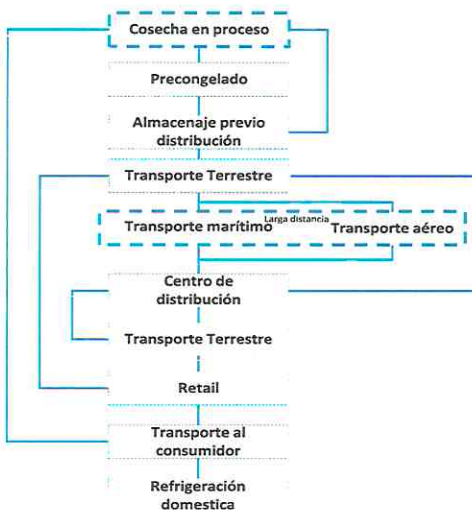 Cosecha en proceso
Precongelado
Almacenaje previo
distribución
Transporte Terrestre
Larga distancia
Transporte marítimo
Transporte aéreo
Centro de
distribución
Transporte Terrestre
Retail
Transporte al
consumidor
Refrigeración
domestica